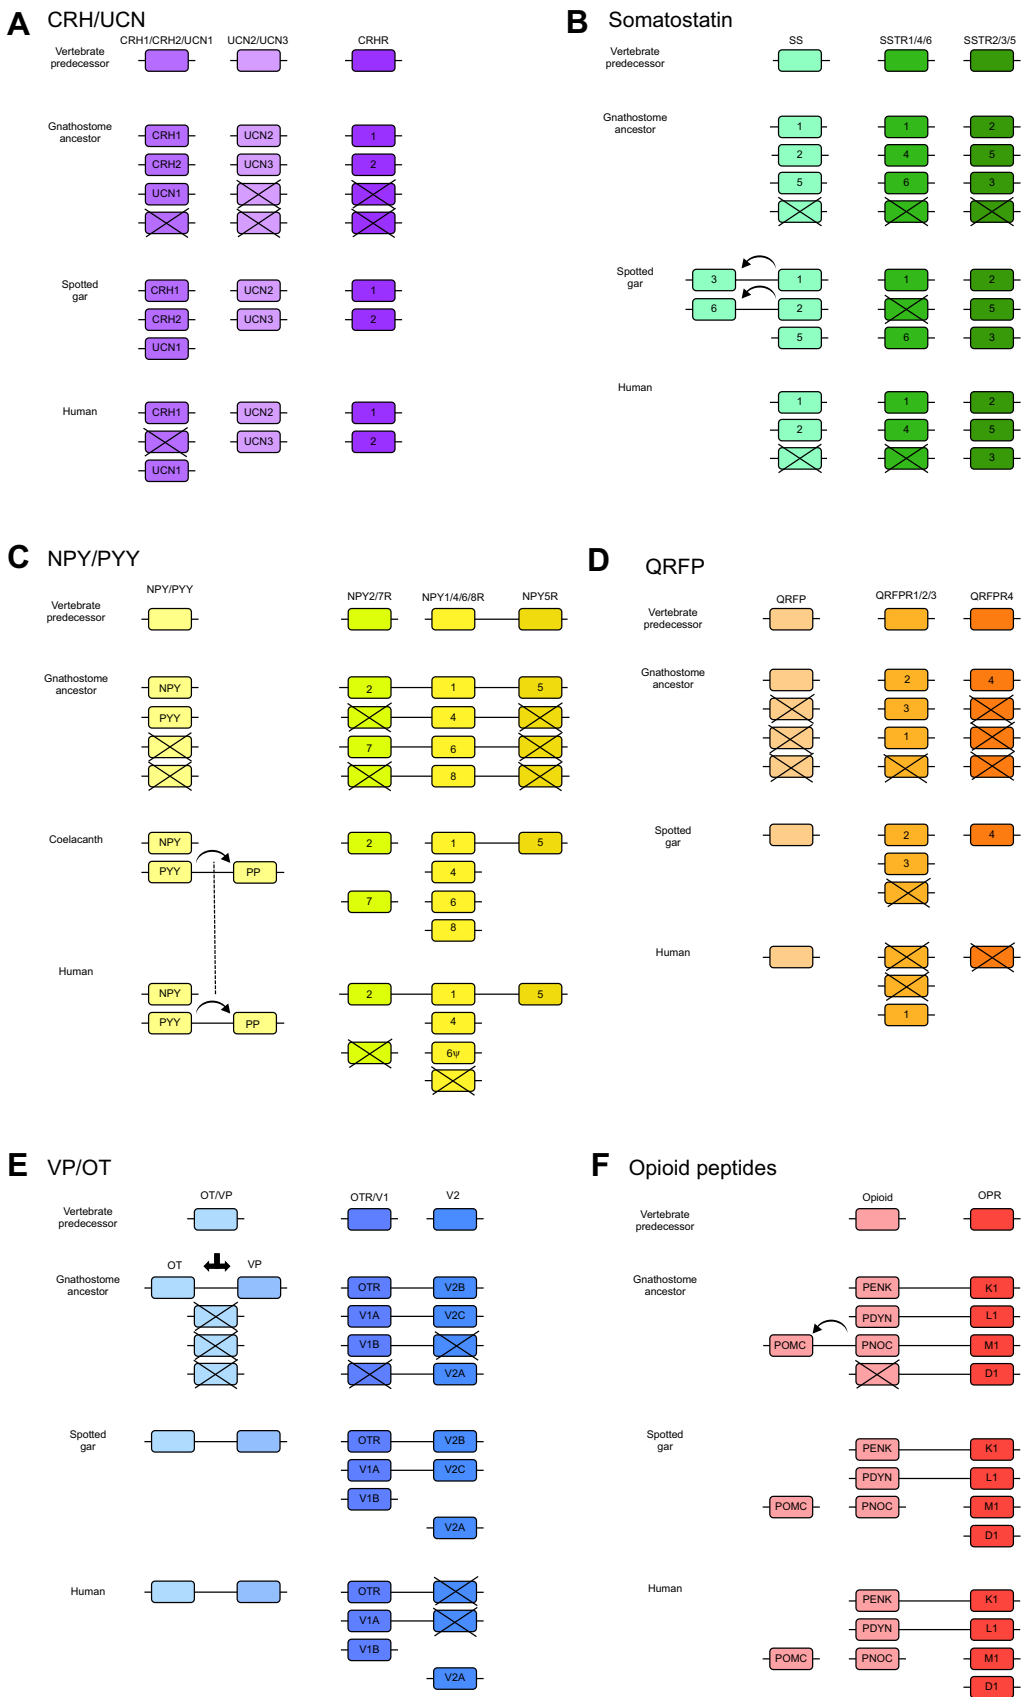 A CRH/UCN
CRH1/CRH2/UCN1 UCN2/UCN3 CRHR
Vertebrate
predecessor
Gnathostome
ancestor
CRH1 UCN2 1
CRH2 UCN3 2
UCN1
Spotted
gar
CRH1 UCN2 1
CRH2 UCN3 2
UCN1
Human
CRH1 UCN2 1
UCN3 2
UCN1
B Somatostatin
SS SSTR1/4/6 SSTR2/3/5
Vertebrate
predecessor
Gnathostome
ancestor
1 1 2
2 4 5
5 6 3
Spotted
gar
3 1 1 2
6 2 5
5 6 3
Human
1 1 2
2 4 5
3
C NPY/PYY
NPY/PYY NPY2/7R NPY1/4/6/8R NPY5R
Vertebrate
predecessor
Gnathostome
ancestor
NPY 2 1 5
PYY 4
7 6
8
Coelacanth
NPY 2 1 5
PYY PP 4
7 6
8
Human
NPY 2 1 5
PYY PP 4
6ψ
D QRFP
QRFP QRFPR1/2/3 QRFPR4
Vertebrate
predecessor
Gnathostome
ancestor
2 4
3
1
Spotted
gar
2 4
3
Human
1
E VP/OT
OT/VP OTR/V1 V2
Vertebrate
predecessor
OT VP
Gnathostome
ancestor
OTR V2B
V1A V2C
V1B
V2A
Spotted
gar
OTR V2B
V1A V2C
V1B
V2A
Human
OTR
V1A
V1B
V2A
F Opioid peptides
Opioid OPR
Vertebrate
predecessor
Gnathostome
ancestor
PENK K1
PDYN L1
POMC PNOC M1
D1
Spotted
gar
PENK K1
PDYN L1
POMC PNOC M1
D1
Human
PENK K1
PDYN L1
POMC PNOC M1
D1